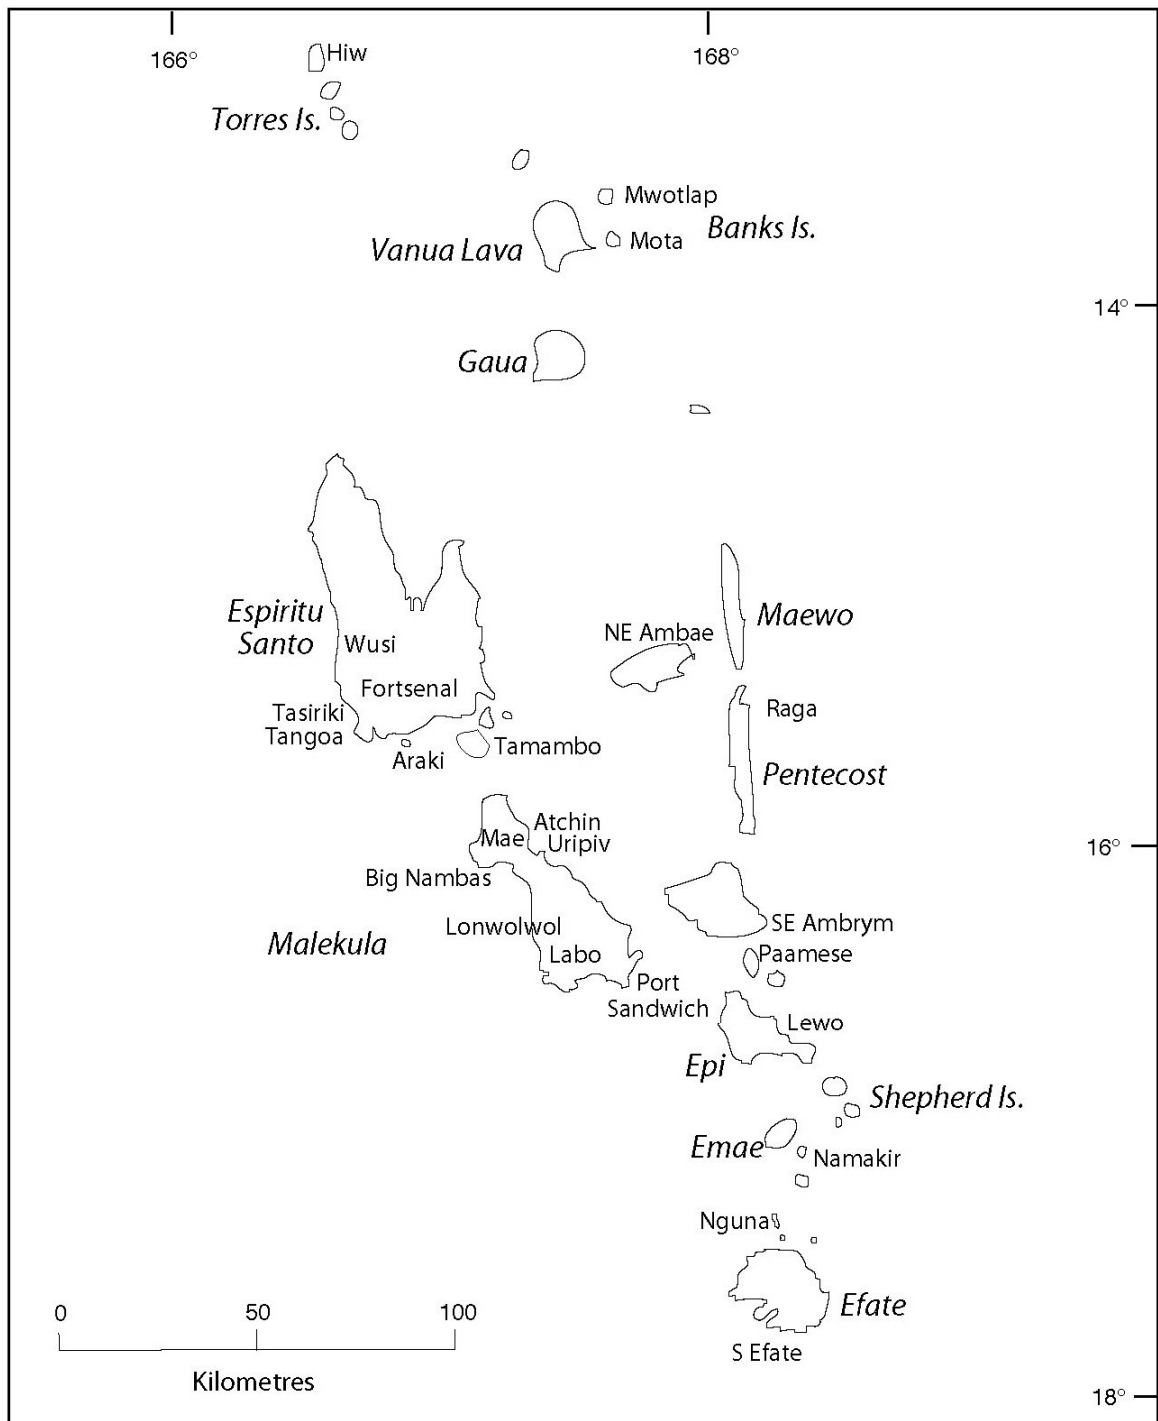 166°
168°
Hiw
Torres Is.
Mwotlap
Banks Is.
Vanua Lava
Mota
14°
Gaua
Espiritu
Santo
Maewo
NE Ambae
Wusi
Fortsenal
Raga
Tasiriki
Tangoa
Araki
Tamambo
Pentecost
Atchin
Mae
Uripiv
16°
Big Nambas
Lonwolwol
SE Ambrym
Malekula
Labo
Paamese
Port
Sandwich
Lewo
Epi
Shepherd Is.
Emae
Namakir
Nguna
Efate
0 50 100
S Efate
Kilometres
18°